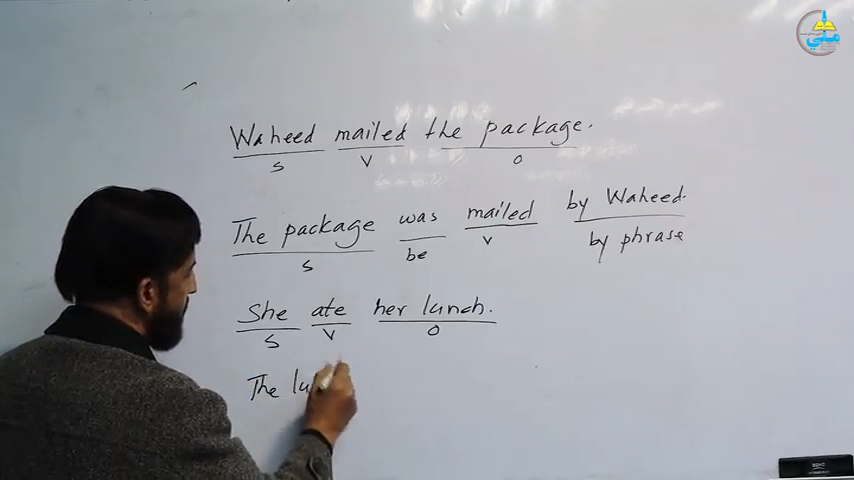 Waheed mailed the package.
S V O
The package was mailed by Waheed.
S be V by phrase
She ate her lunch.
S V O
The lu